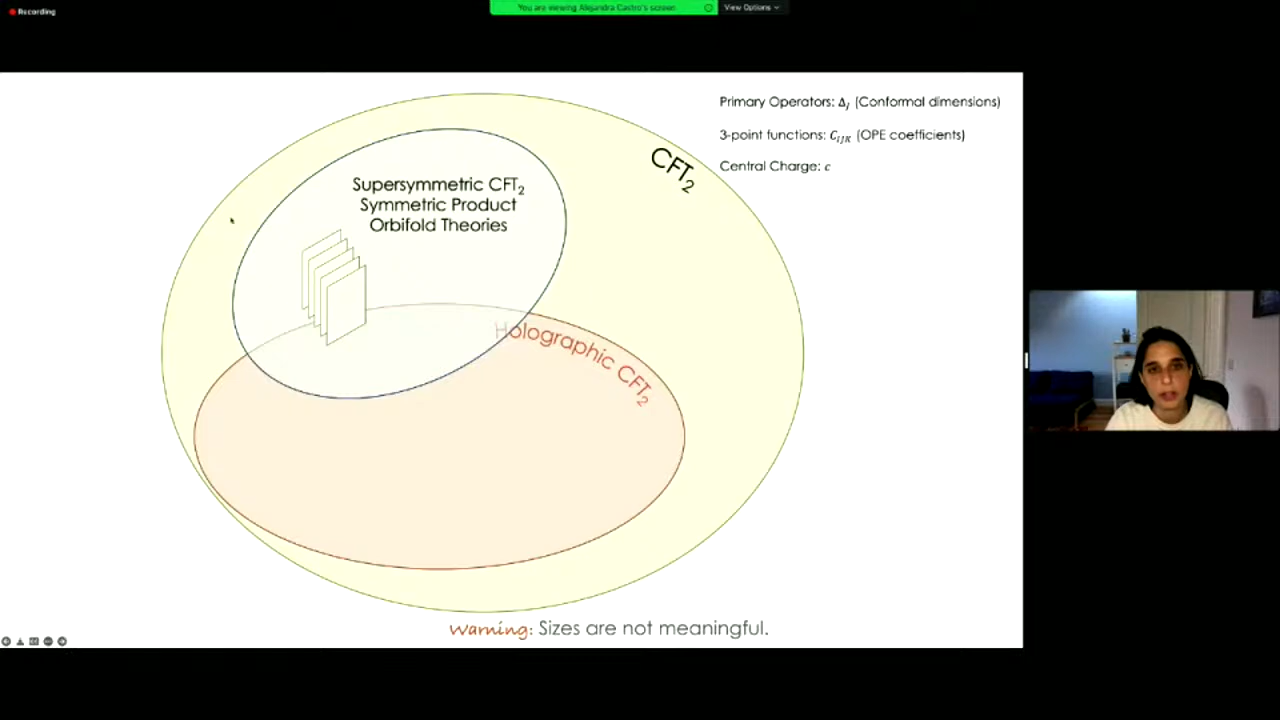 Recording
You are viewing Alejandra Castro's screen
View Options
Primary Operators: Δ_I (Conformal dimensions)
3-point functions: C_IJK (OPE coefficients)
Central Charge: c
CFT₂
Supersymmetric CFT₂
Symmetric Product
Orbifold Theories
Holographic CFT₂
Warning: Sizes are not meaningful.